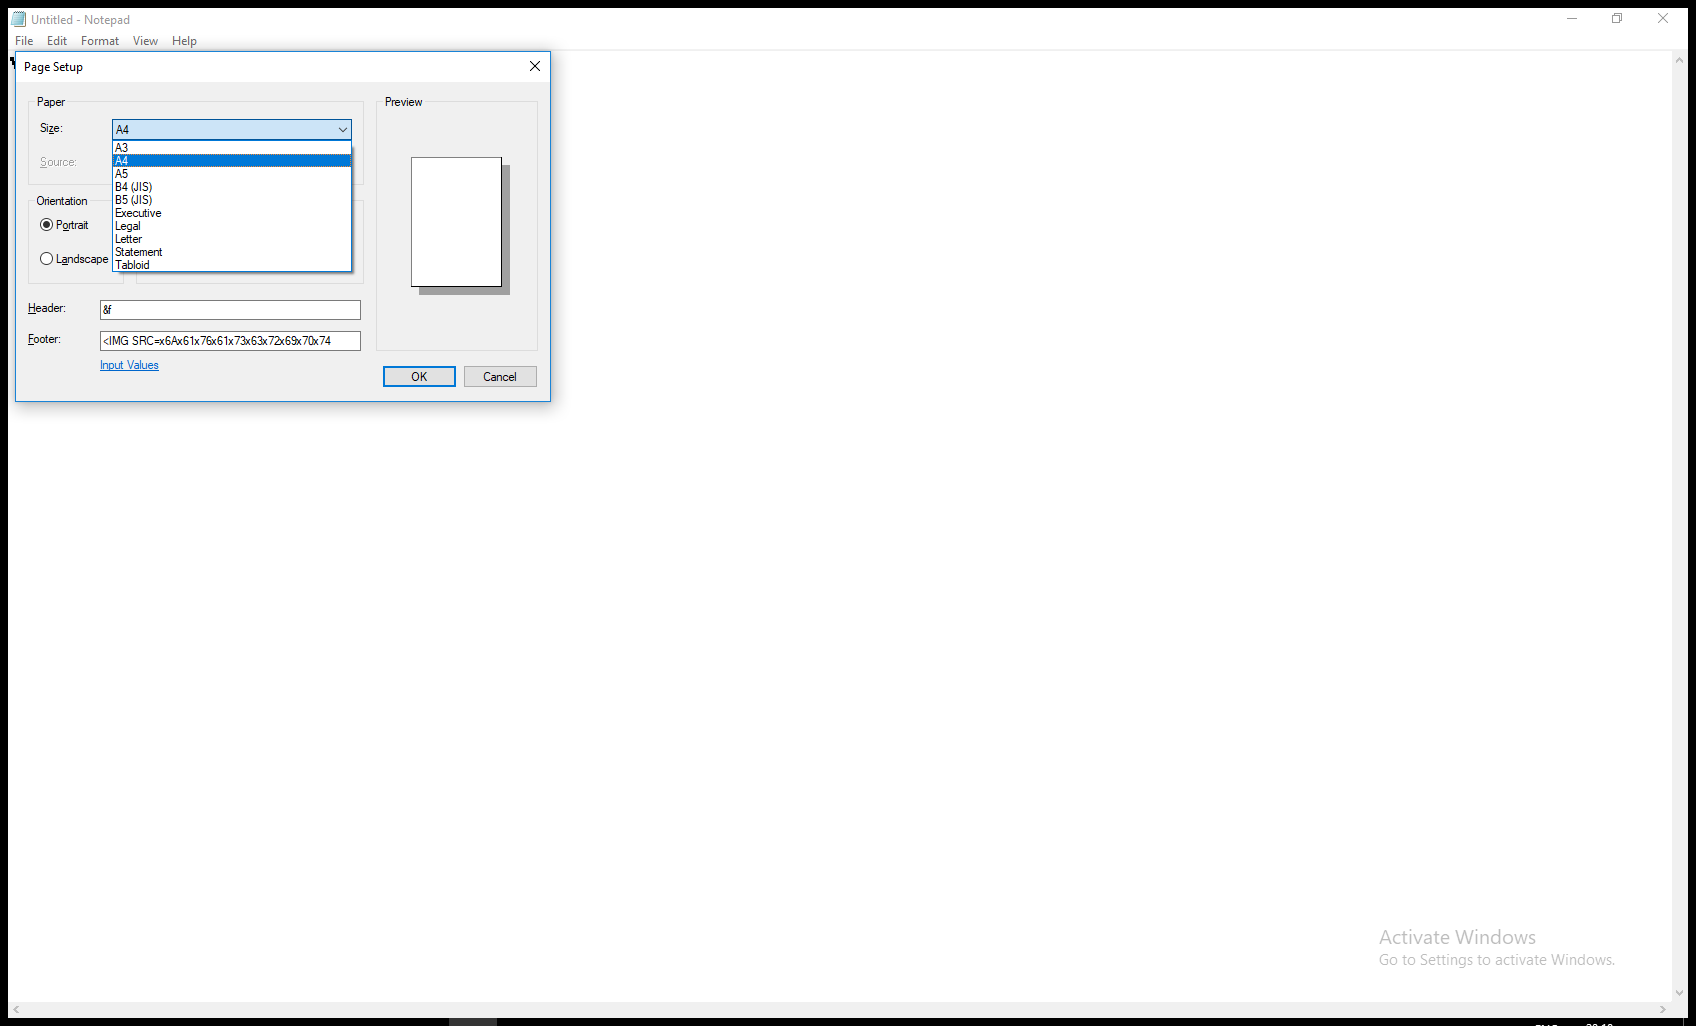 Untitled - Notepad
File Edit Format View Help
Page Setup
Paper
Size:
A4
A3
A4
A5
B4 (JIS)
B5 (JIS)
Executive
Legal
Letter
Statement
Tabloid
Source:
Orientation
Portrait
Landscape
Header:
&f
Footer:
<IMG SRC=x6Ax61x76x61x73x63x72x69x70x74
Input Values
Preview
OK
Cancel
Activate Windows
Go to Settings to activate Windows.